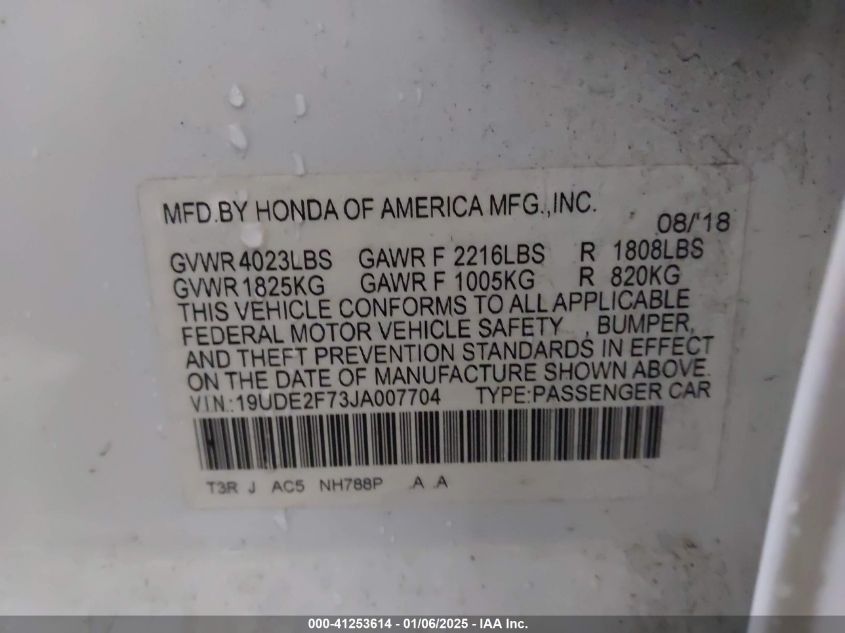 MFD.BY HONDA OF AMERICA MFG.,INC. 08/'18
GVWR 4023LBS GAWR F 2216LBS R 1808LBS
GVWR 1825KG GAWR F 1005KG R 820KG
THIS VEHICLE CONFORMS TO ALL APPLICABLE
FEDERAL MOTOR VEHICLE SAFETY , BUMPER,
AND THEFT PREVENTION STANDARDS IN EFFECT
ON THE DATE OF MANUFACTURE SHOWN ABOVE.
V.I.N.:19UDE2F73JA007704 TYPE:PASSENGER CAR
T3R J AC5 NH788P .A .A
000-41253614 - 01/06/2025 - IAA Inc.